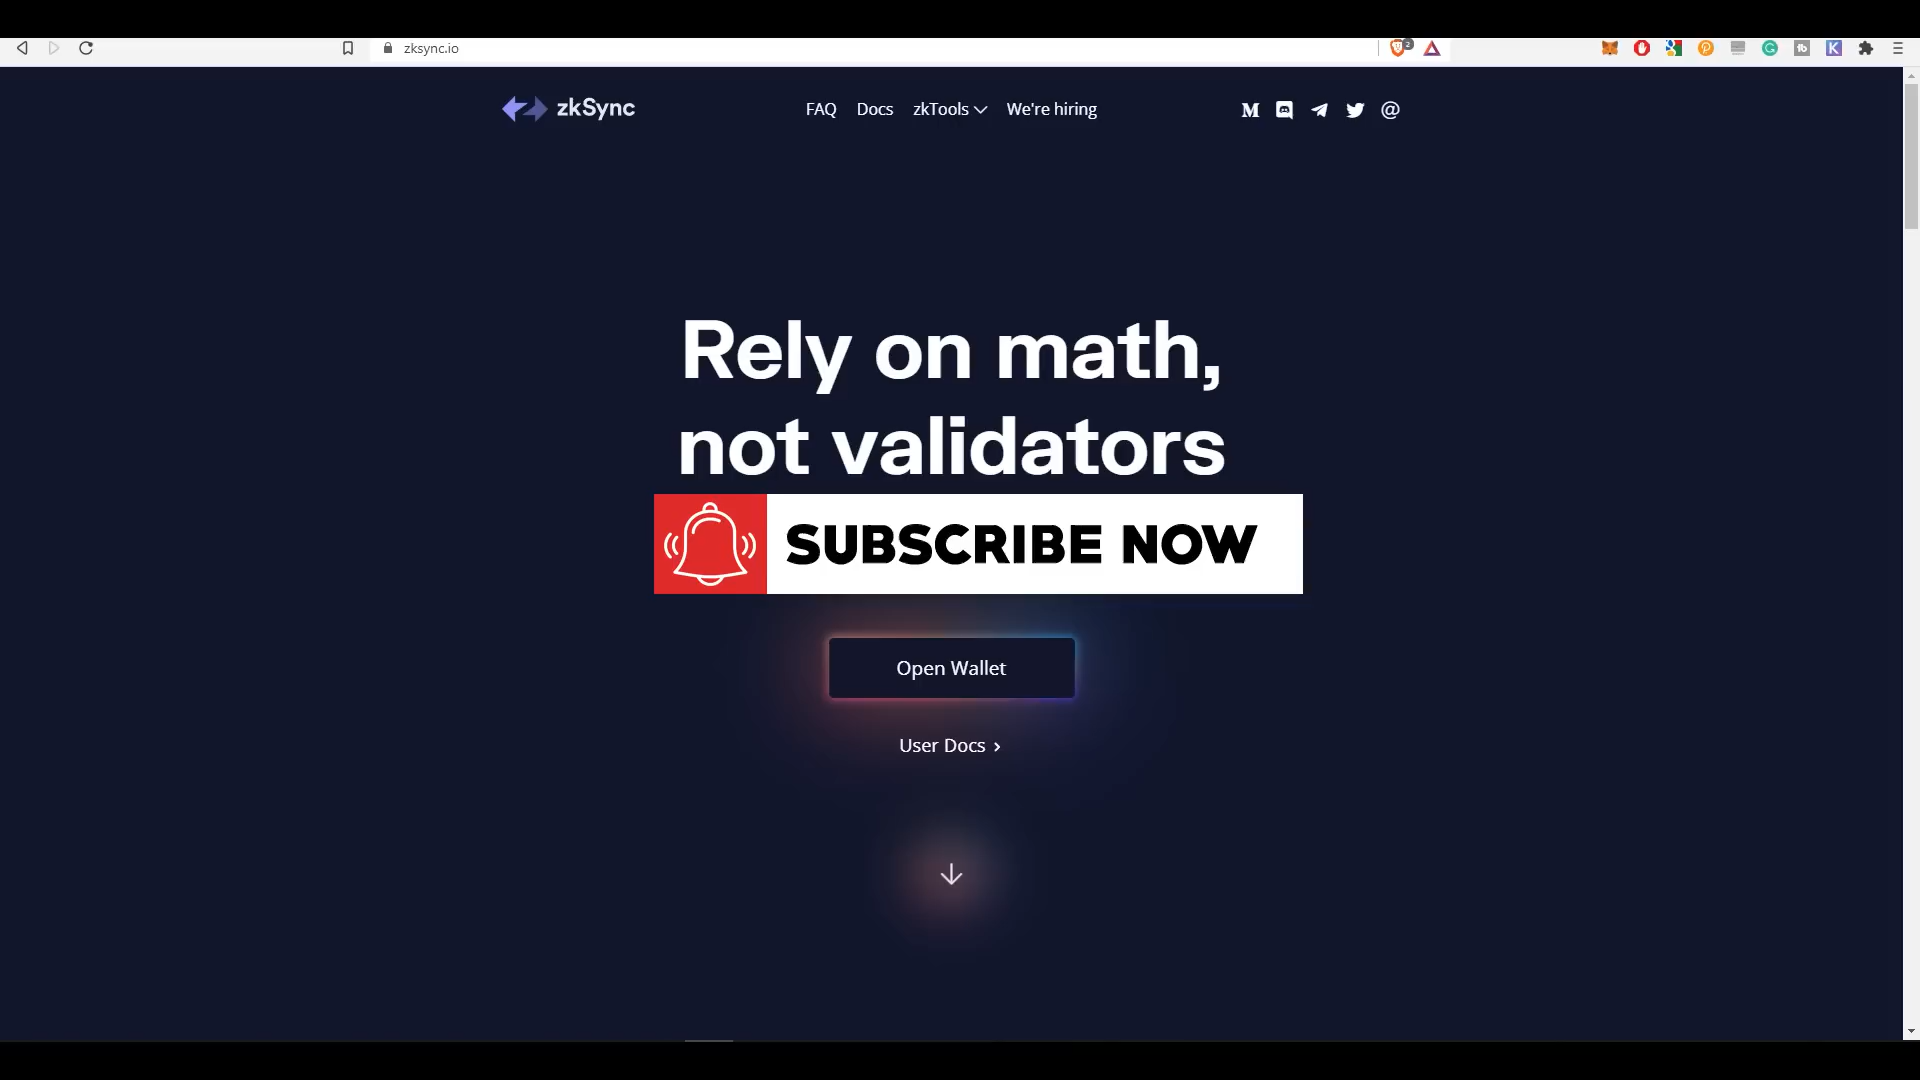 zksync.io
2
zkSync
FAQ Docs zkTools We're hiring
Rely on math,
not validators
SUBSCRIBE NOW
Open Wallet
User Docs